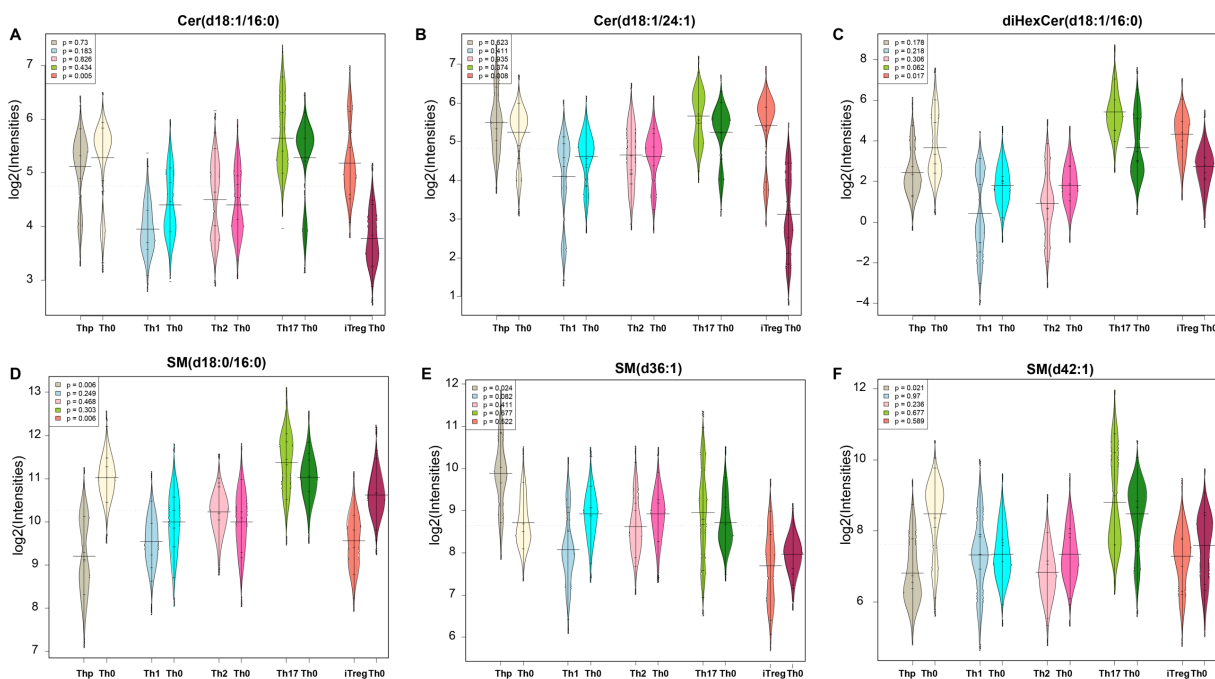 A
Cer(d18:1/16:0)
log2(Intensities)
7
6
5
4
3
p = 0.73
p = 0.183
p = 0.826
p = 0.434
p = 0.005
Thp Th0 Th1 Th0 Th2 Th0 Th17 Th0 iTreg Th0
B
Cer(d18:1/24:1)
log2(Intensities)
7
6
5
4
3
2
1
p = 0.623
p = 0.411
p = 0.935
p = 0.374
p = 0.008
Thp Th0 Th1 Th0 Th2 Th0 Th17 Th0 iTreg Th0
C
diHexCer(d18:1/16:0)
log2(Intensities)
8
6
4
2
0
−2
−4
p = 0.178
p = 0.218
p = 0.306
p = 0.062
p = 0.017
Thp Th0 Th1 Th0 Th2 Th0 Th17 Th0 iTreg Th0
D
SM(d18:0/16:0)
log2(Intensities)
13
12
11
10
9
8
7
p = 0.006
p = 0.249
p = 0.468
p = 0.303
p = 0.006
Thp Th0 Th1 Th0 Th2 Th0 Th17 Th0 iTreg Th0
E
SM(d36:1)
log2(Intensities)
12
11
10
9
8
7
6
p = 0.024
p = 0.082
p = 0.411
p = 0.677
p = 0.522
Thp Th0 Th1 Th0 Th2 Th0 Th17 Th0 iTreg Th0
F
SM(d42:1)
log2(Intensities)
12
10
8
6
p = 0.021
p = 0.97
p = 0.236
p = 0.677
p = 0.589
Thp Th0 Th1 Th0 Th2 Th0 Th17 Th0 iTreg Th0